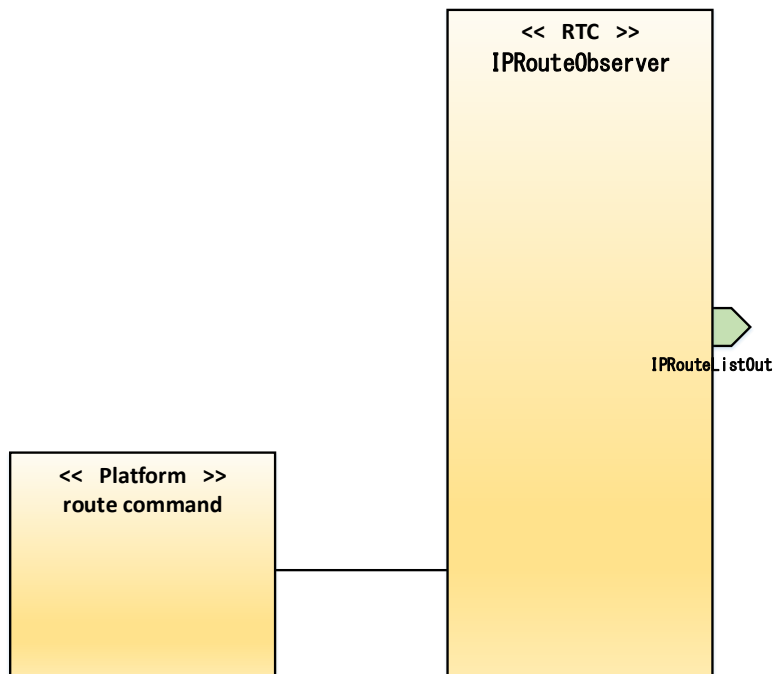 << RTC >>
IPRouteObserver
IPRouteListOut
<< Platform >>
route command